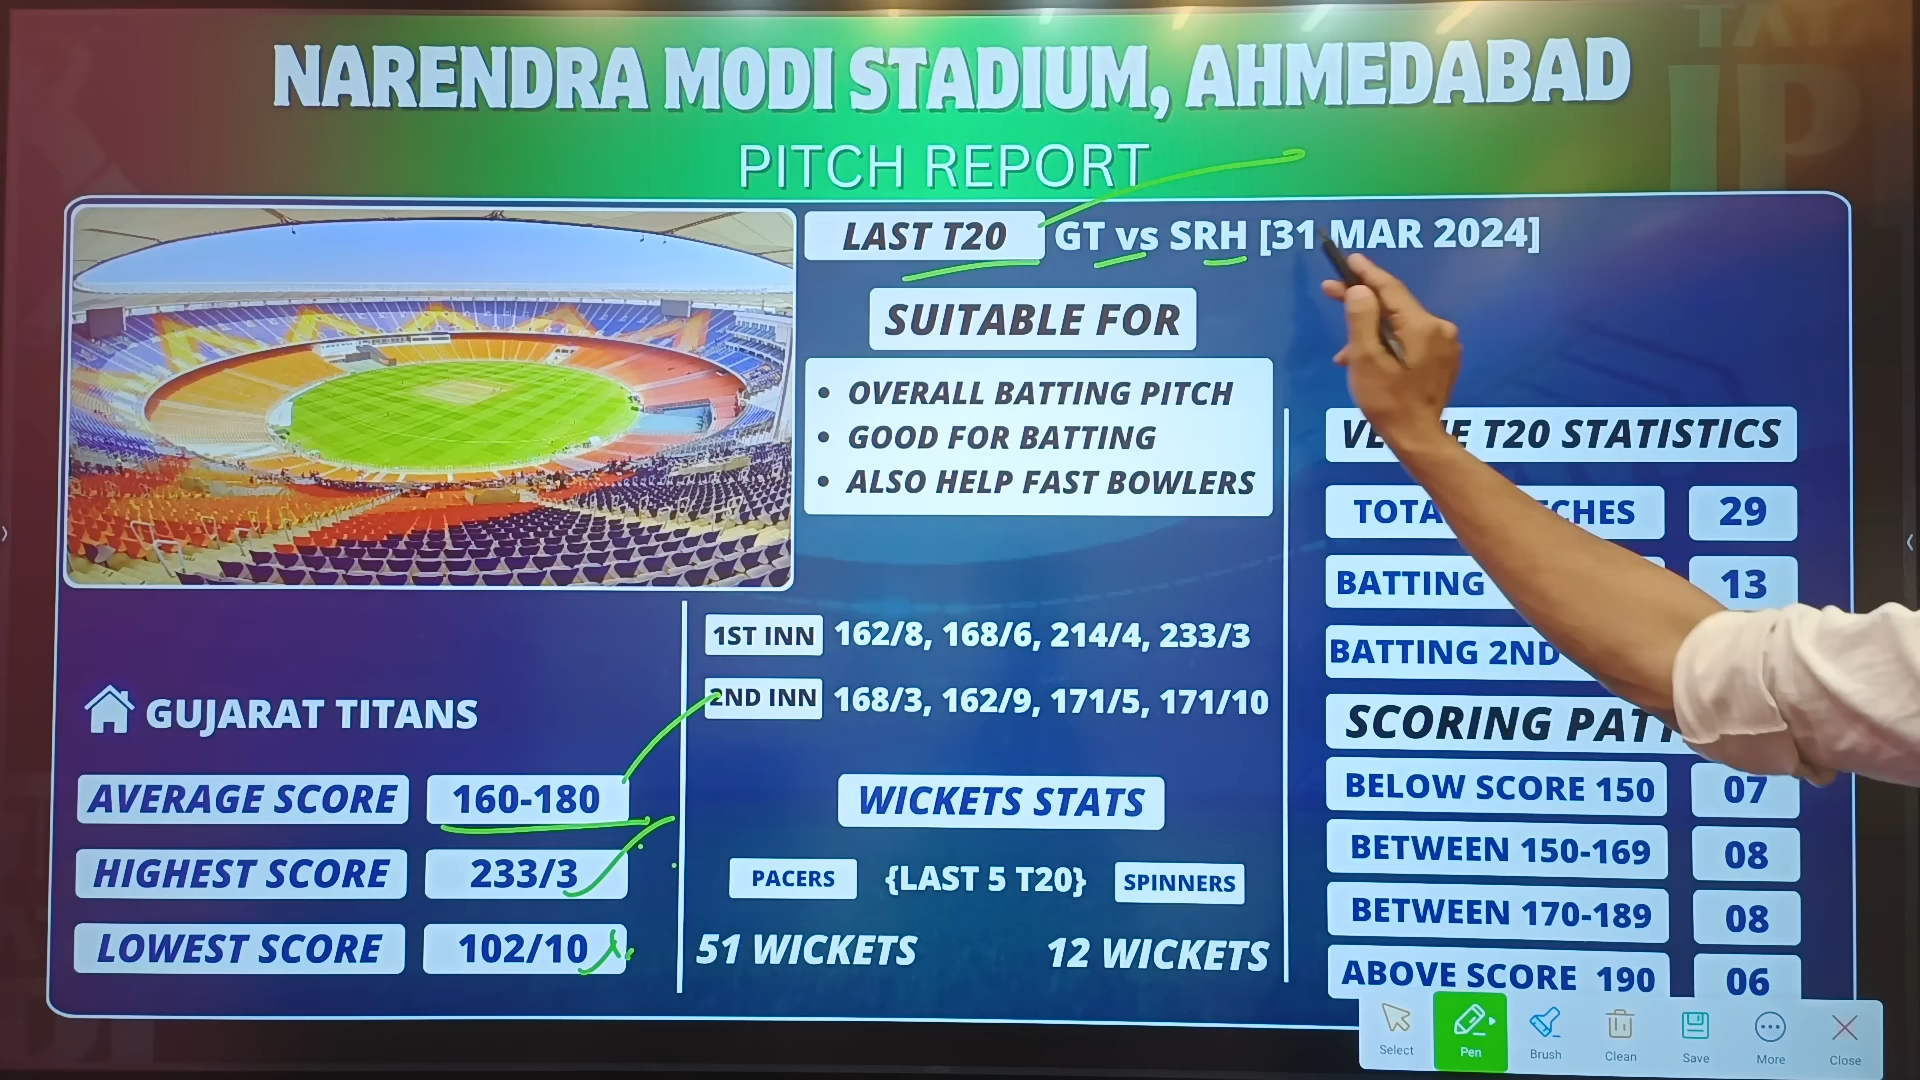 NARENDRA MODI STADIUM, AHMEDABAD
PITCH REPORT
LAST T20 GT vs SRH [31 MAR 2024]
SUITABLE FOR
• OVERALL BATTING PITCH
• GOOD FOR BATTING
• ALSO HELP FAST BOWLERS
1ST INN 162/8, 168/6, 214/4, 233/3
2ND INN 168/3, 162/9, 171/5, 171/10
GUJARAT TITANS
AVERAGE SCORE 160-180
HIGHEST SCORE 233/3
LOWEST SCORE 102/10
WICKETS STATS
PACERS {LAST 5 T20} SPINNERS
51 WICKETS 12 WICKETS
T20 STATISTICS
29
BATTING 13
BATTING 2ND
SCORING
BELOW SCORE 150 07
BETWEEN 150-169 08
BETWEEN 170-189 08
ABOVE SCORE 190 06
Select Pen Brush Clean Save More Close